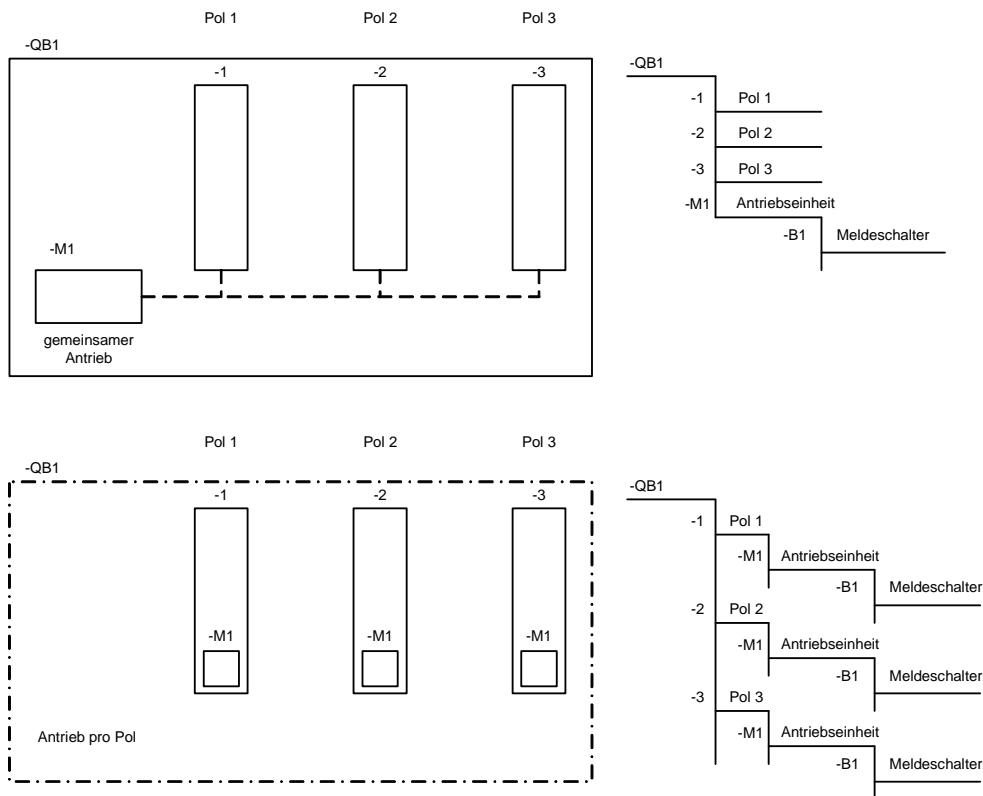 Pol 1 Pol 2 Pol 3
-QB1
-1 -2 -3
-M1
gemeinsamer
Antrieb
-QB1
-1 Pol 1
-2 Pol 2
-3 Pol 3
-M1 Antriebseinheit
-B1 Meldeschalter
Pol 1 Pol 2 Pol 3
-QB1
-1 -2 -3
-M1 -M1 -M1
Antrieb pro Pol
-QB1
-1 Pol 1
-M1 Antriebseinheit
-B1 Meldeschalter
-2 Pol 2
-M1 Antriebseinheit
-B1 Meldeschalter
-3 Pol 3
-M1 Antriebseinheit
-B1 Meldeschalter